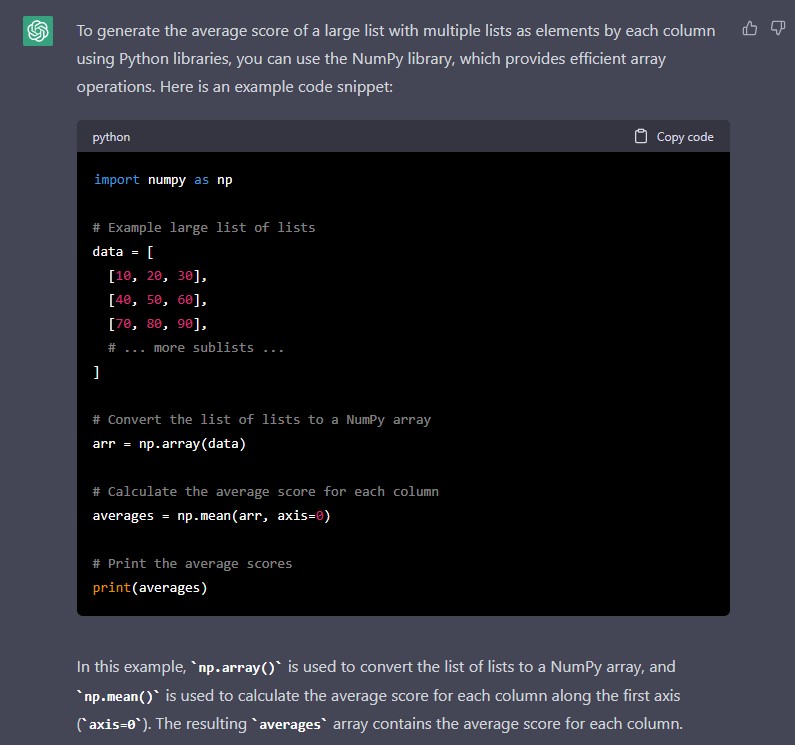 To generate the average score of a large list with multiple lists as elements by each column
using Python libraries, you can use the NumPy library, which provides efficient array
operations. Here is an example code snippet:
python
Copy code
import numpy as np
# Example large list of lists
data = [
  [10, 20, 30],
  [40, 50, 60],
  [70, 80, 90],
  # ... more sublists ...
]
# Convert the list of lists to a NumPy array
arr = np.array(data)
# Calculate the average score for each column
averages = np.mean(arr, axis=0)
# Print the average scores
print(averages)
In this example, `np.array()` is used to convert the list of lists to a NumPy array, and
`np.mean()` is used to calculate the average score for each column along the first axis
(`axis=0`). The resulting `averages` array contains the average score for each column.